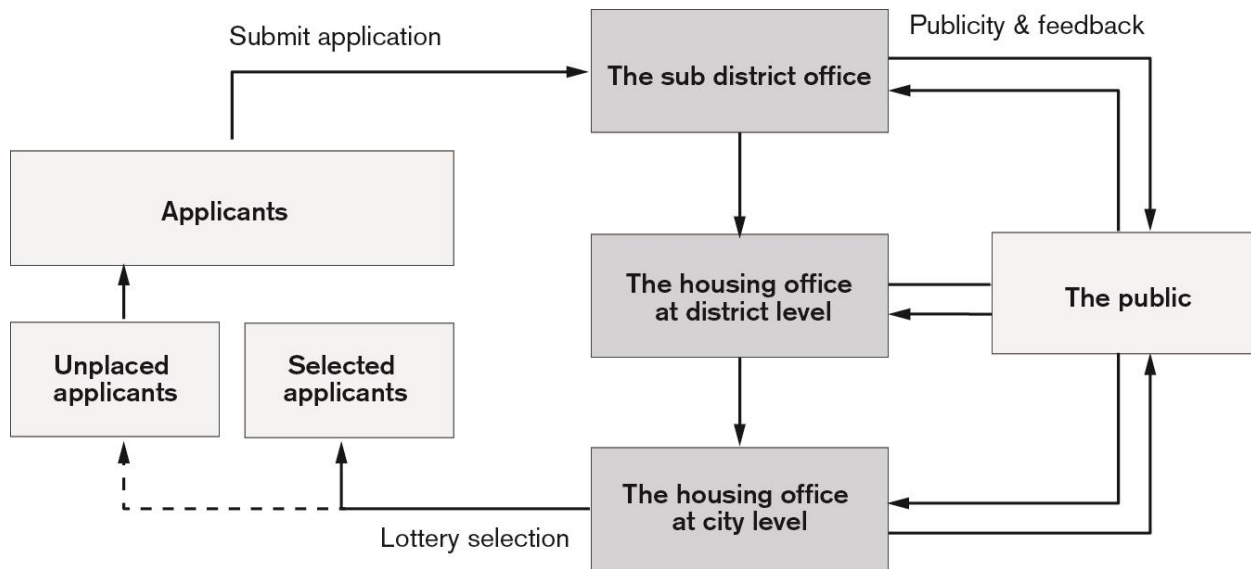 Submit application
Publicity & feedback
The sub district office
Applicants
The housing office
at district level
The public
Unplaced
applicants
Selected
applicants
The housing office
at city level
Lottery selection